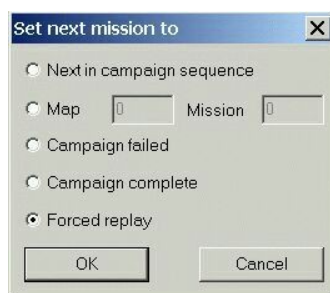 Set next mission to
Next in campaign sequence
Map 0 Mission 0
Campaign failed
Campaign complete
Forced replay
OK Cancel